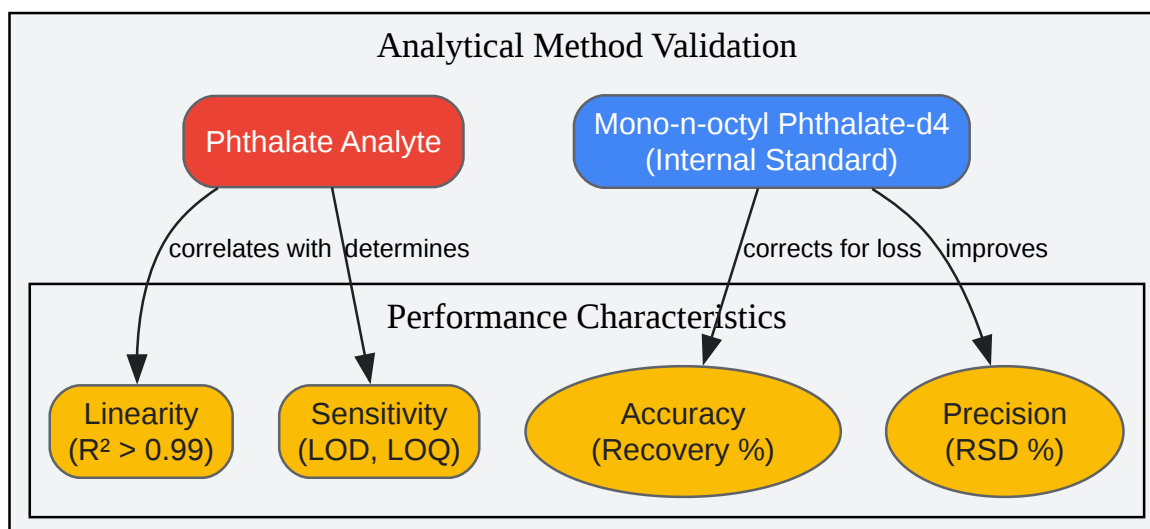 Analytical Method Validation
Phthalate Analyte
Mono-n-octyl Phthalate-d4
(Internal Standard)
correlates with
determines
corrects for loss
improves
Performance Characteristics
Linearity
(R² > 0.99)
Sensitivity
(LOD, LOQ)
Accuracy
(Recovery %)
Precision
(RSD %)